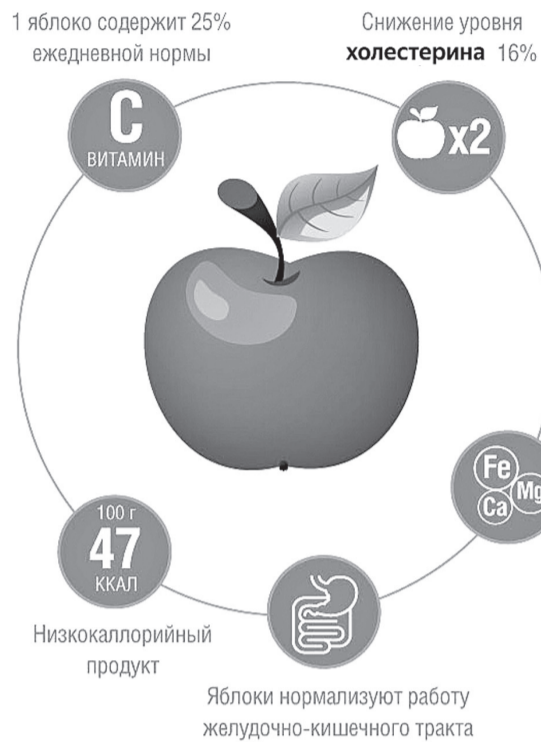 1 яблоко содержит 25%
ежедневной нормы
С
ВИТАМИН
Снижение уровня
холестерина 16%
x2
Fe
Mg
Ca
100 г
47
ККАЛ
Низкокаллорийный
продукт
Яблоки нормализуют работу
желудочно-кишечного тракта